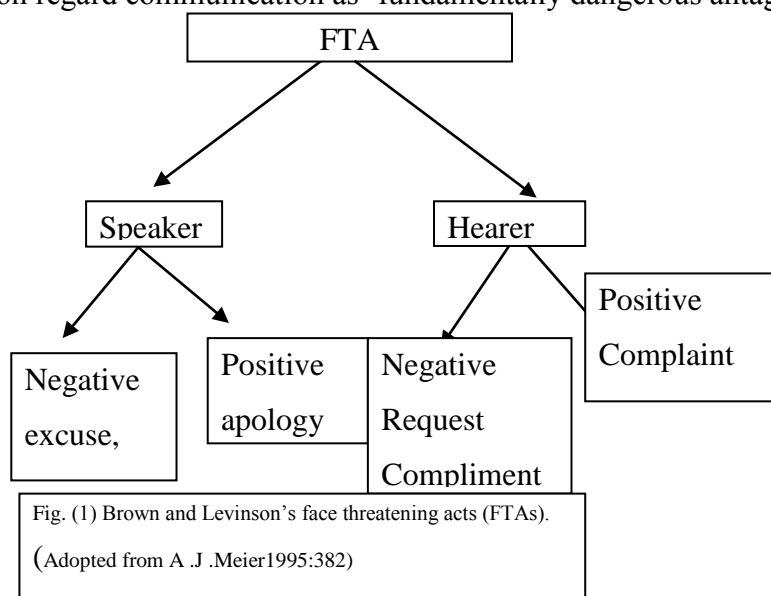 on regard communication as "fundamentally dangerous antag
FTA
Speaker
Hearer
Negative
excuse,
Positive
apology
Negative
Request
Compliment
Positive
Complaint
Fig. (1) Brown and Levinson's face threatening acts (FTAs).
(Adopted from A .J .Meier1995:382)